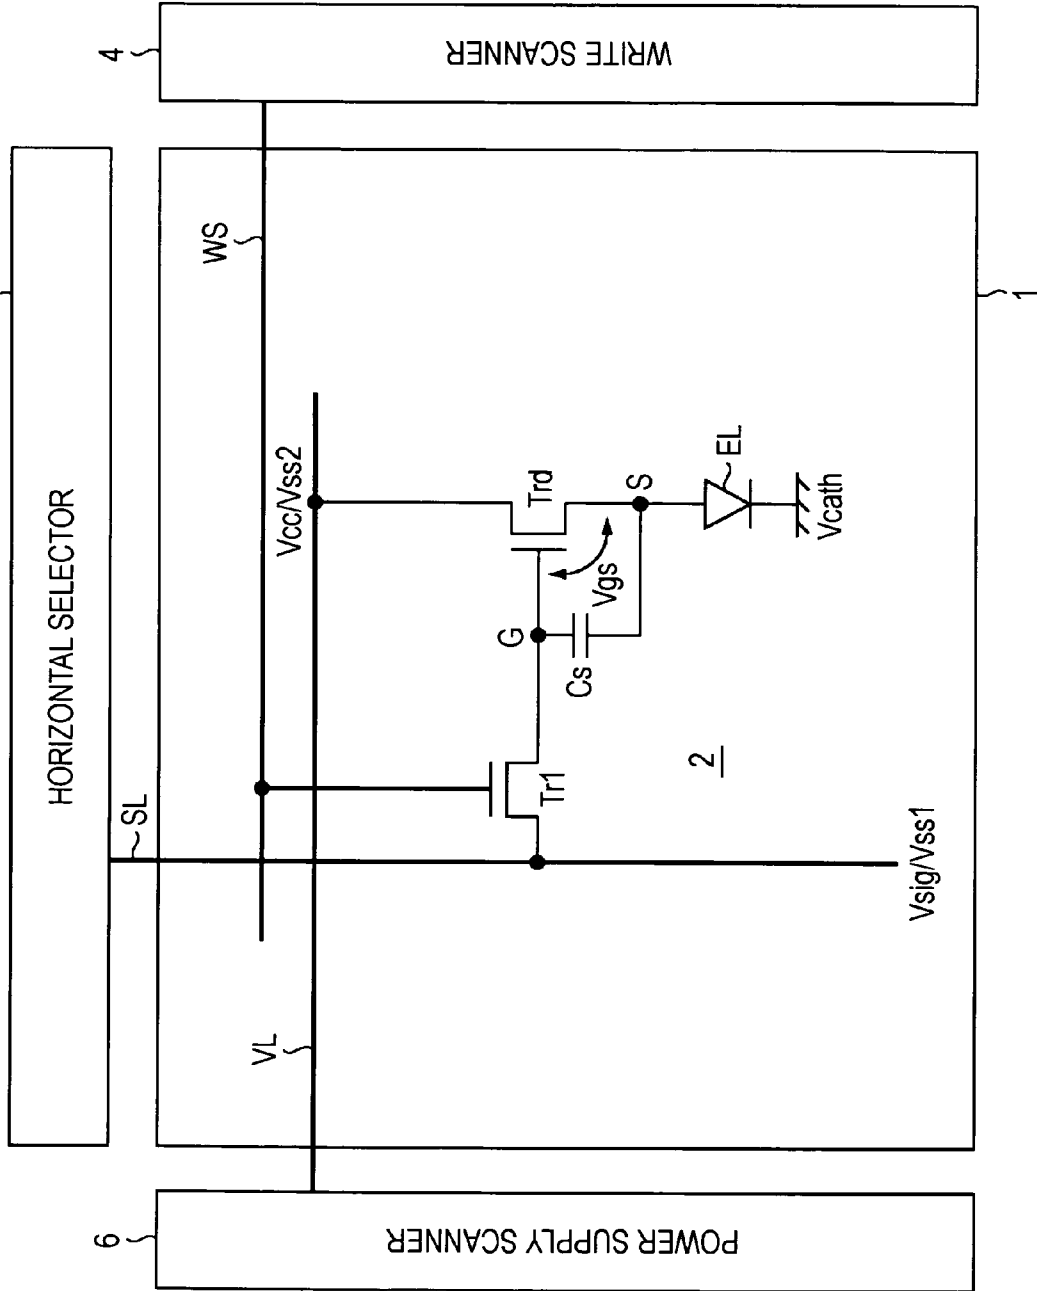 HORIZONTAL SELECTOR
4
WRITE SCANNER
6
POWER SUPPLY SCANNER
SL
WS
VL
Vcc/Vss2
Trd
G
Vgs
S
Cs
Tr1
EL
Vcath
2
Vsig/Vss1
1